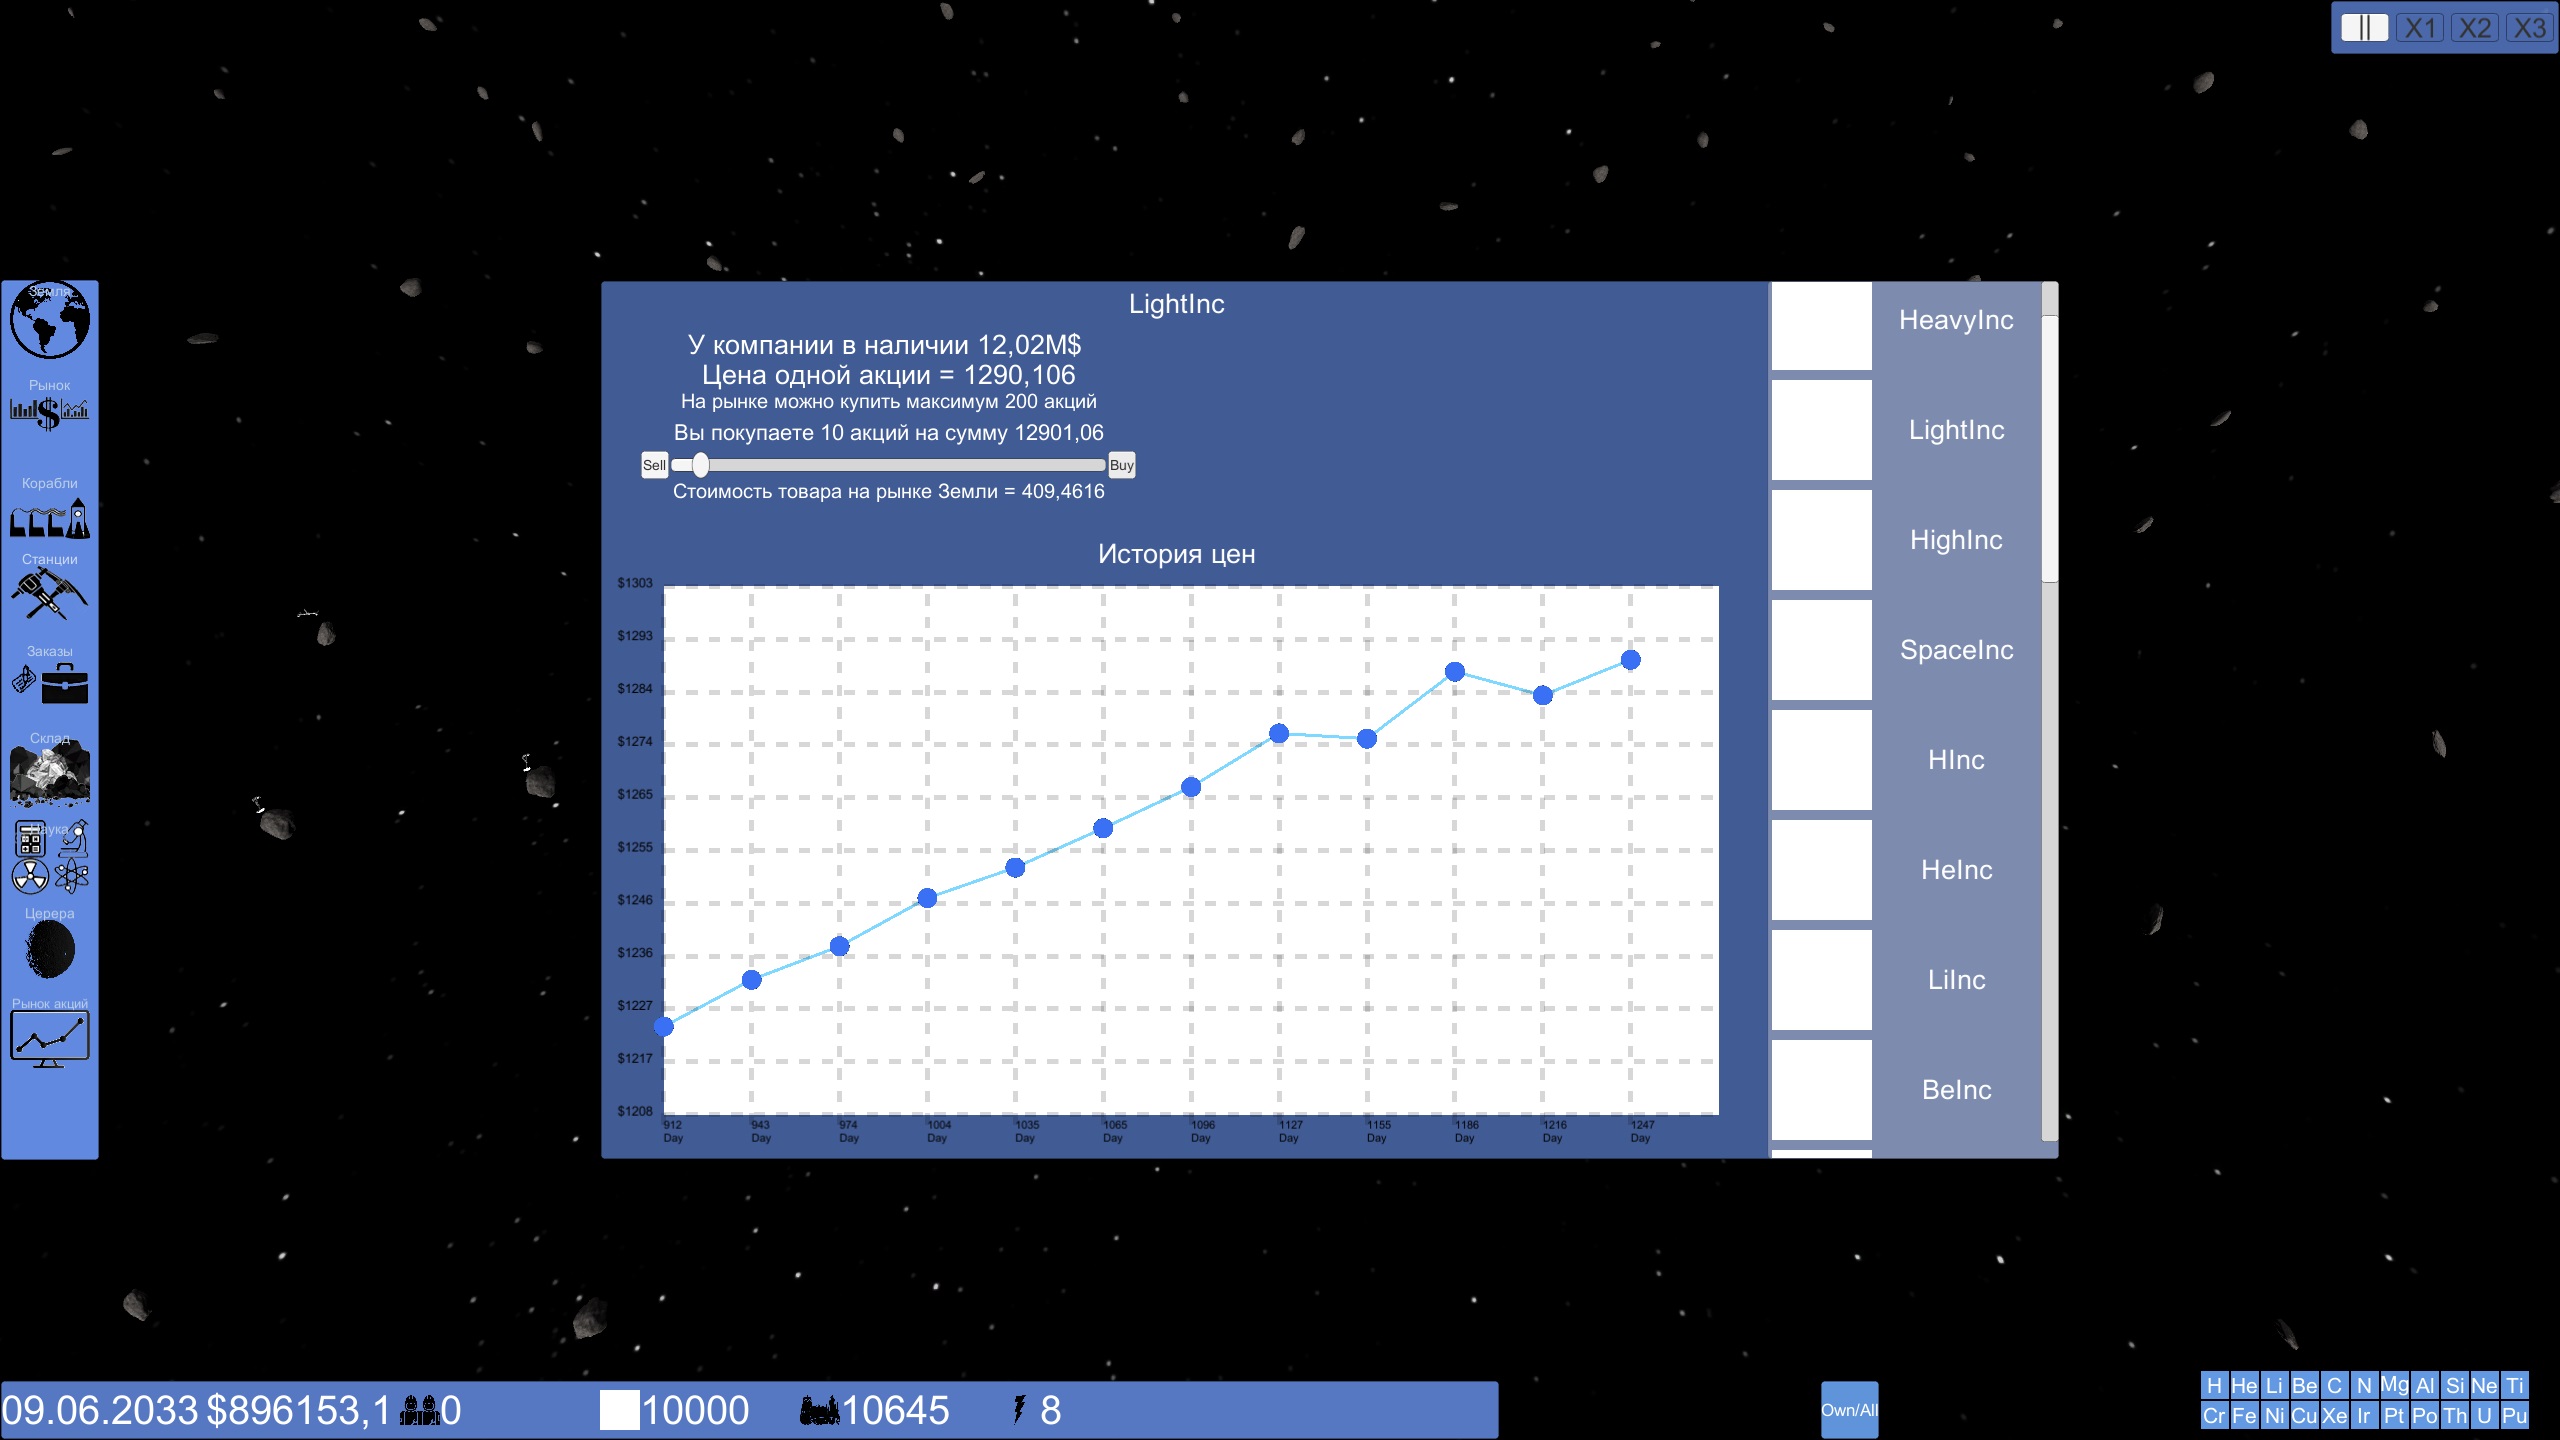 X1 X2 X3
Земля
Рынок
Корабли
Станции
Заказы
Склад
Наука
Церера
Рынок акций
LightInc
У компании в наличии 12,02M$
Цена одной акции = 1290,106
На рынке можно купить максимум 200 акций
Вы покупаете 10 акций на сумму 12901,06
Sell Buy
Стоимость товара на рынке Земли = 409,4616
История цен
$1303
$1293
$1284
$1274
$1265
$1255
$1246
$1236
$1227
$1217
$1208
912 943 974 1004 1035 1065 1096 1127 1155 1186 1216 1247
Day Day Day Day Day Day Day Day Day Day Day Day
HeavyInc
LightInc
HighInc
SpaceInc
HInc
HeInc
LiInc
BeInc
09.06.2033 $896153,1 0 10000 10645 8
Own/All
H He Li Be C N Mg Al Si Ne Ti
Cr Fe Ni Cu Xe Ir Pt Po Th U Pu